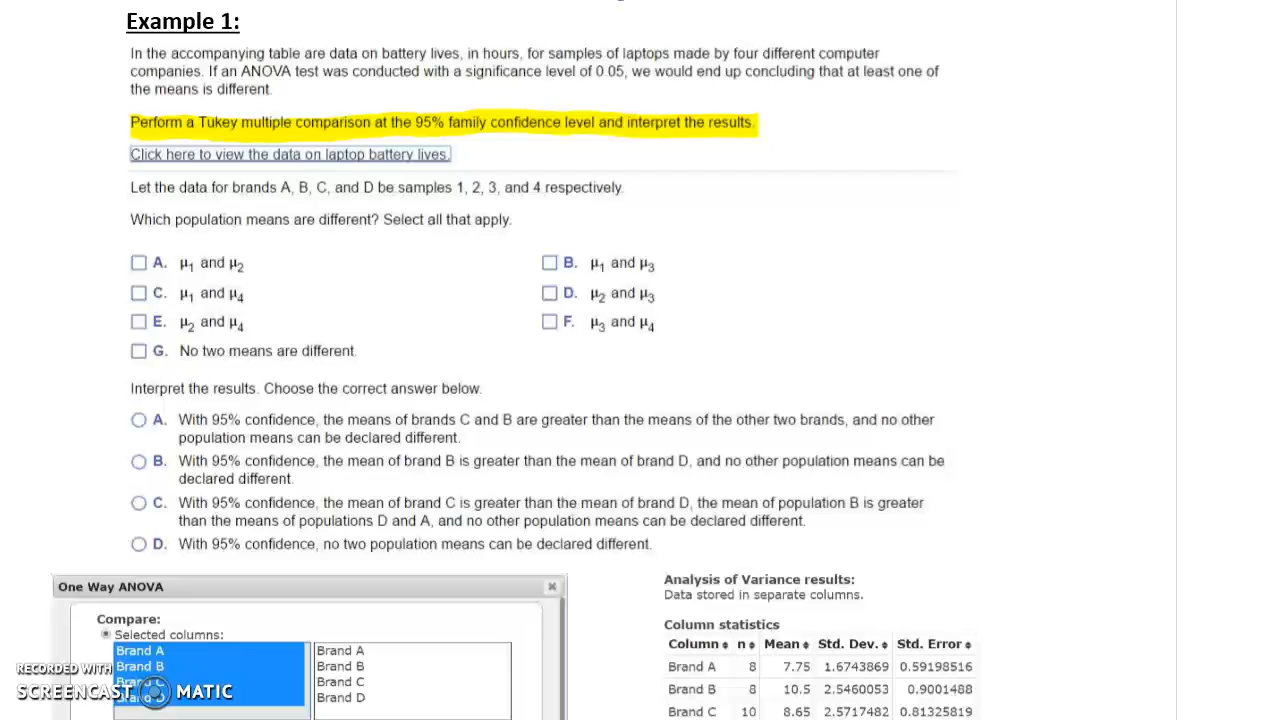 Example 1:
In the accompanying table are data on battery lives, in hours, for samples of laptops made by four different computer
companies. If an ANOVA test was conducted with a significance level of 0.05, we would end up concluding that at least one of
the means is different.
Perform a Tukey multiple comparison at the 95% family confidence level and interpret the results.
Click here to view the data on laptop battery lives.
Let the data for brands A, B, C, and D be samples 1, 2, 3, and 4 respectively.
Which population means are different? Select all that apply.
A. μ1 and μ2
B. μ1 and μ3
C. μ1 and μ4
D. μ2 and μ3
E. μ2 and μ4
F. μ3 and μ4
G. No two means are different.
Interpret the results. Choose the correct answer below.
A. With 95% confidence, the means of brands C and B are greater than the means of the other two brands, and no other
population means can be declared different.
B. With 95% confidence, the mean of brand B is greater than the mean of brand D, and no other population means can be
declared different.
C. With 95% confidence, the mean of brand C is greater than the mean of brand D, the mean of population B is greater
than the means of populations D and A, and no other population means can be declared different.
D. With 95% confidence, no two population means can be declared different.
One Way ANOVA
Compare:
Selected columns:
Brand A
Brand B
Brand C
Brand D
Brand A
Brand B
Brand C
Brand D
Analysis of Variance results:
Data stored in separate columns.
Column statistics
Column n Mean Std. Dev. Std. Error
Brand A 8 7.75 1.6743869 0.59198516
Brand B 8 10.5 2.5460053 0.9001488
Brand C 10 8.65 2.5717482 0.81325819
RECORDED WITH
SCREENCAST MATIC